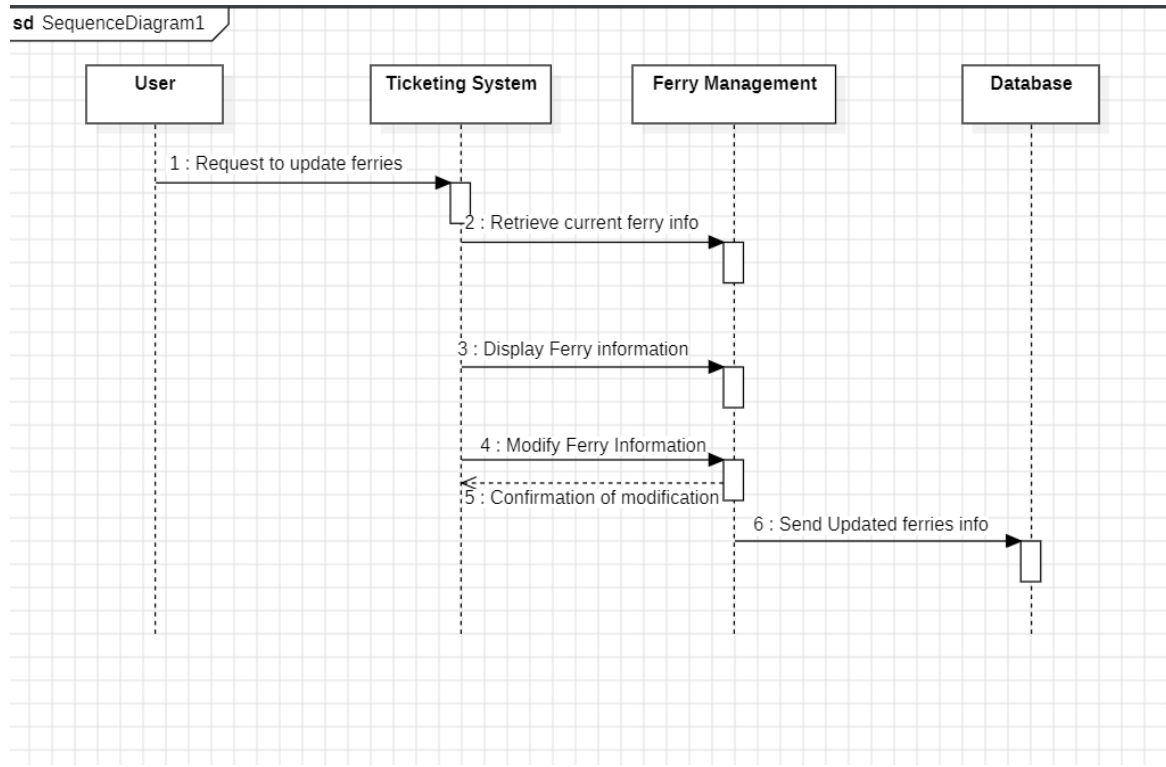 sd SequenceDiagram1
User
Ticketing System
Ferry Management
Database
1 : Request to update ferries
2 : Retrieve current ferry info
3 : Display Ferry information
4 : Modify Ferry Information
5 : Confirmation of modification
6 : Send Updated ferries info